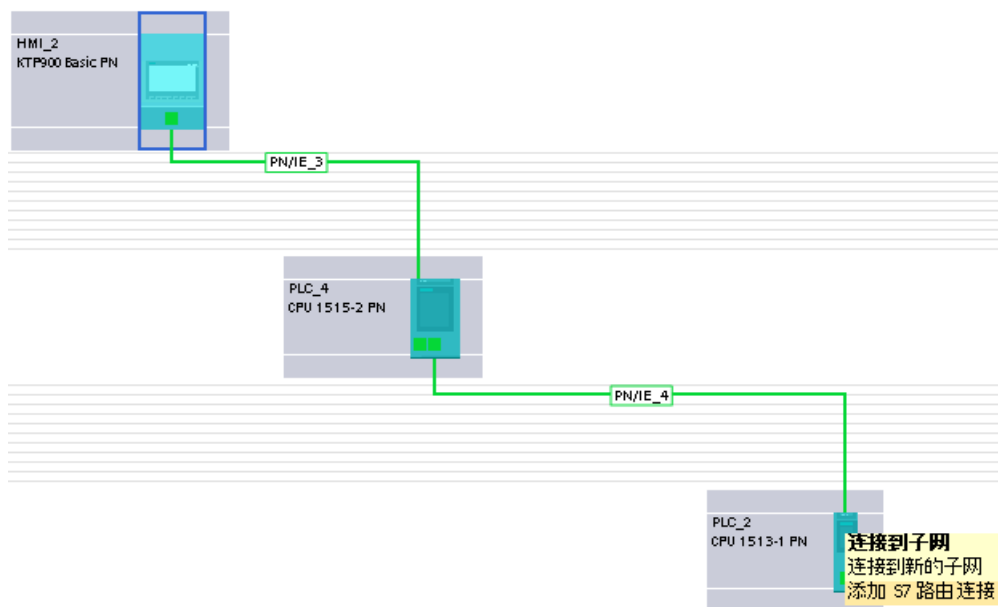 HMI_2
KTP900 Basic PN
PN/IE_3
PLC_4
CPU 1515-2 PN
PN/IE_4
PLC_2
CPU 1513-1 PN
连接到子网
连接到新的子网
添加 S7 路由连接